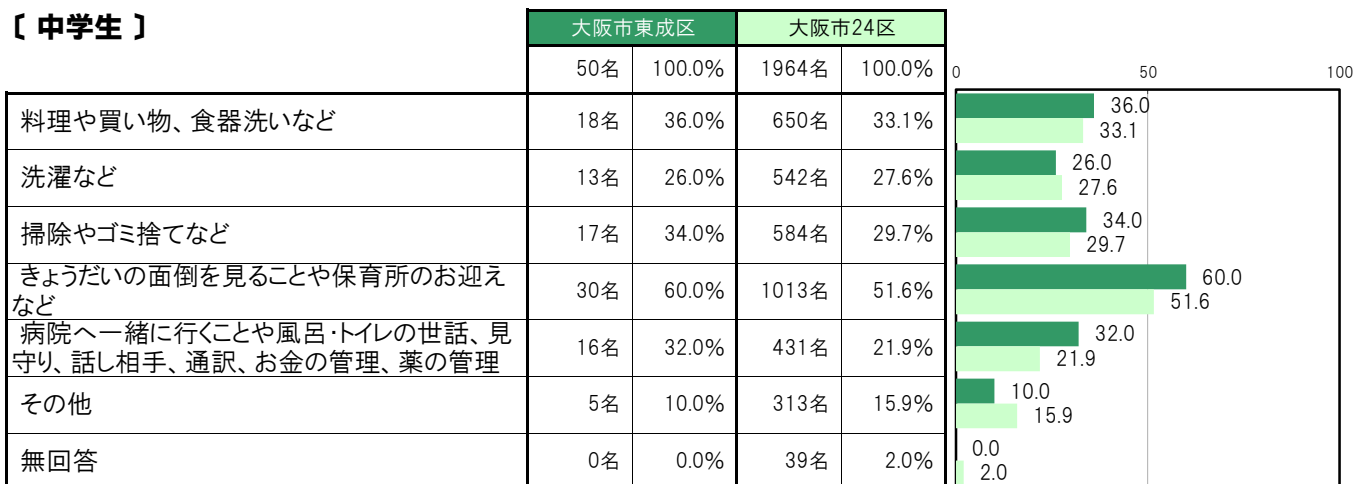 〔 中学生 〕
大阪市東成区 大阪市24区
50名 100.0% 1964名 100.0%
0 50 100
料理や買い物、食器洗いなど 18名 36.0% 650名 33.1%
36.0
33.1
洗濯など 13名 26.0% 542名 27.6%
26.0
27.6
掃除やゴミ捨てなど 17名 34.0% 584名 29.7%
34.0
29.7
きょうだいの面倒を見ることや保育所のお迎え
など 30名 60.0% 1013名 51.6%
60.0
51.6
病院へ一緒に行くことや風呂・トイレの世話、見
守り、話し相手、通訳、お金の管理、薬の管理 16名 32.0% 431名 21.9%
32.0
21.9
その他 5名 10.0% 313名 15.9%
10.0
15.9
無回答 0名 0.0% 39名 2.0%
0.0
2.0